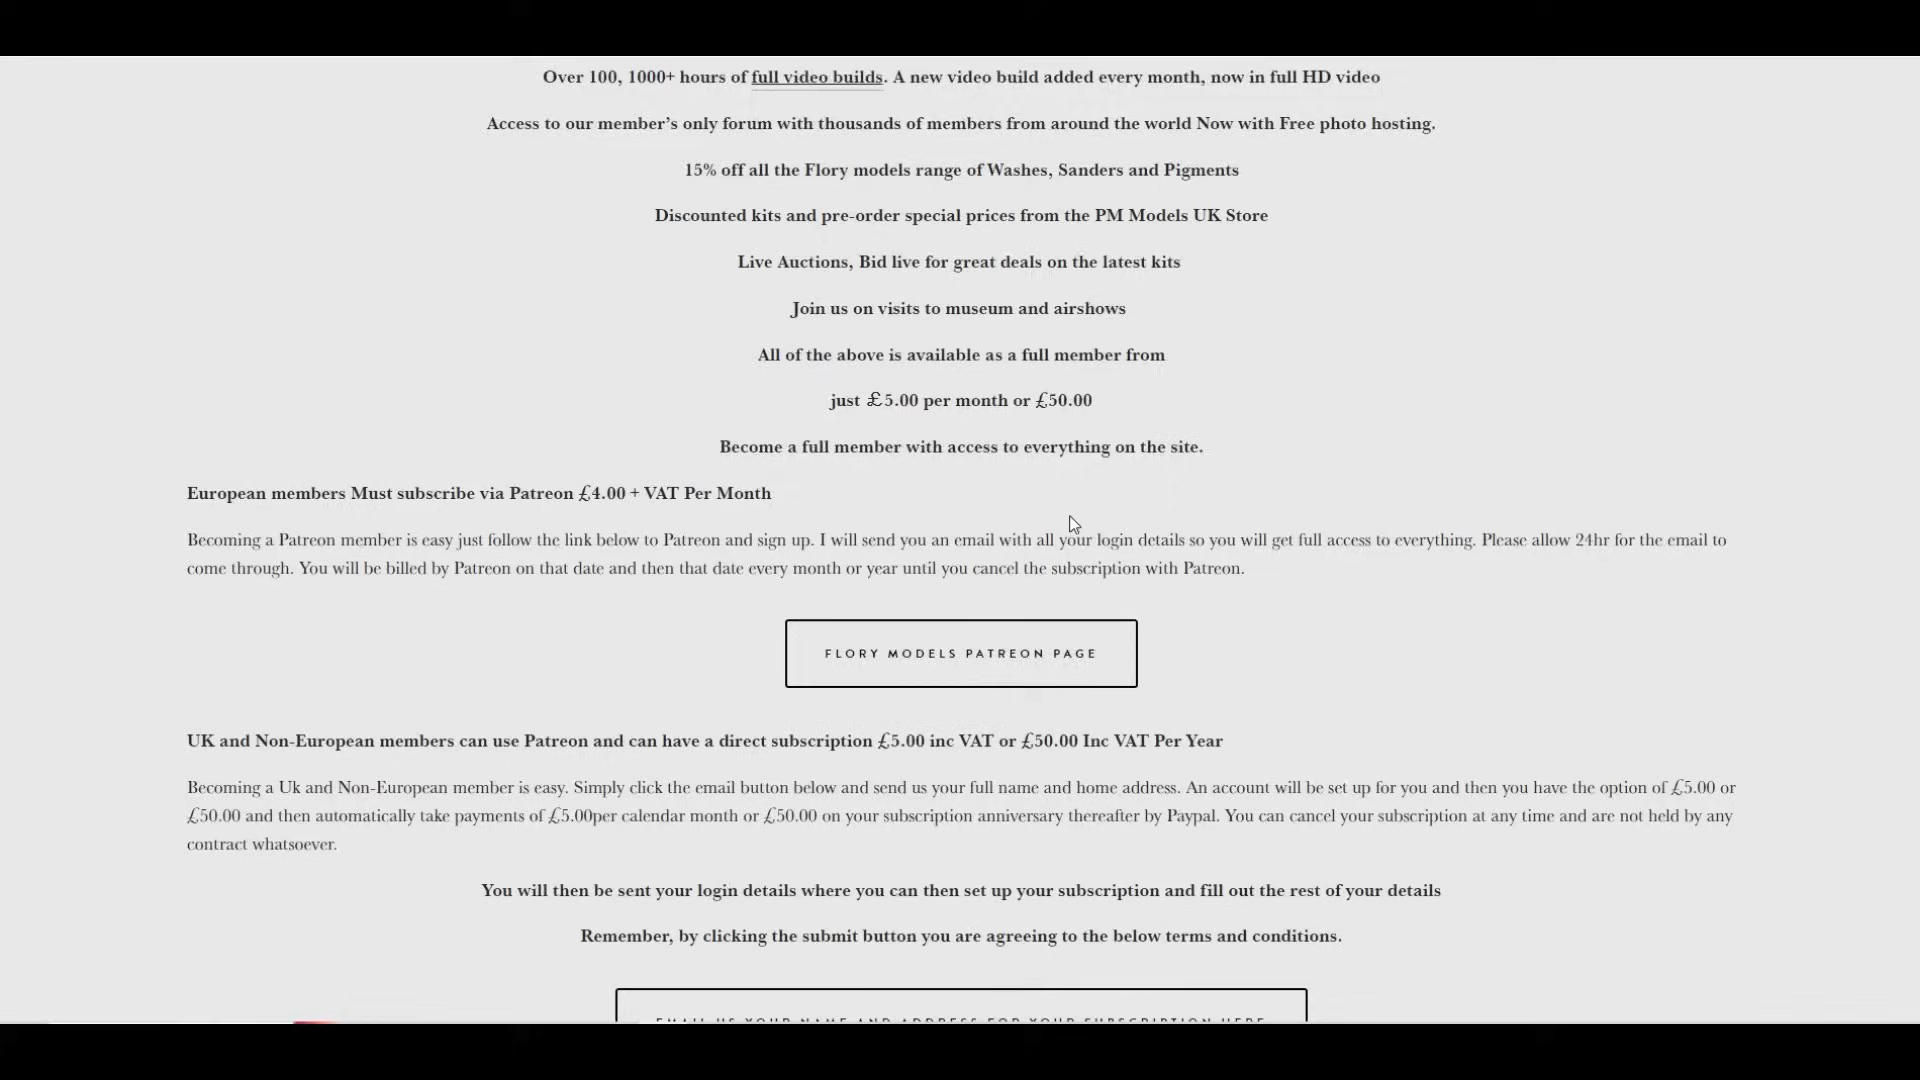 Over 100, 1000+ hours of full video builds. A new video build added every month, now in full HD video
Access to our member's only forum with thousands of members from around the world Now with Free photo hosting.
15% off all the Flory models range of Washes, Sanders and Pigments
Discounted kits and pre-order special prices from the PM Models UK Store
Live Auctions, Bid live for great deals on the latest kits
Join us on visits to museum and airshows
All of the above is available as a full member from
just £5.00 per month or £50.00
Become a full member with access to everything on the site.
European members Must subscribe via Patreon £4.00 + VAT Per Month
Becoming a Patreon member is easy just follow the link below to Patreon and sign up. I will send you an email with all your login details so you will get full access to everything. Please allow 24hr for the email to
come through. You will be billed by Patreon on that date and then that date every month or year until you cancel the subscription with Patreon.
FLORY MODELS PATREON PAGE
UK and Non-European members can use Patreon and can have a direct subscription £5.00 inc VAT or £50.00 Inc VAT Per Year
Becoming a Uk and Non-European member is easy. Simply click the email button below and send us your full name and home address. An account will be set up for you and then you have the option of £5.00 or
£50.00 and then automatically take payments of £5.00per calendar month or £50.00 on your subscription anniversary thereafter by Paypal. You can cancel your subscription at any time and are not held by any
contract whatsoever.
You will then be sent your login details where you can then set up your subscription and fill out the rest of your details
Remember, by clicking the submit button you are agreeing to the below terms and conditions.
EMAIL US YOUR NAME AND ADDRESS FOR YOUR SUBSCRIPTION HERE